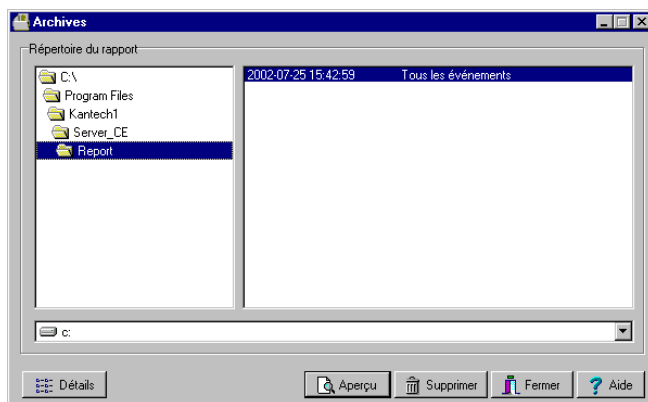 Archives
Répertoire du rapport
C:\
Program Files
Kantech1
Server_CE
Report
2002-07-25 15:42:59 Tous les événements
c:
Détails
Aperçu
Supprimer
Fermer
? Aide